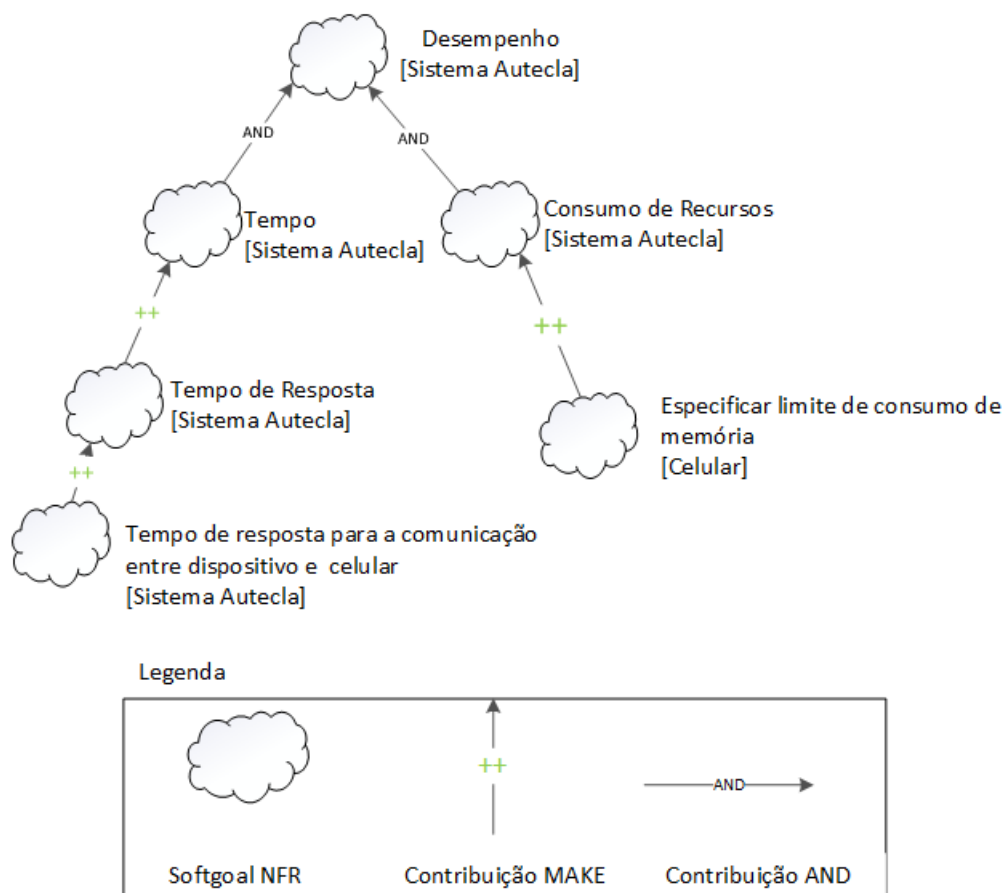 Desempenho
[Sistema Autecla]
AND
AND
Tempo
[Sistema Autecla]
Consumo de Recursos
[Sistema Autecla]
++
++
Tempo de Resposta
[Sistema Autecla]
Especificar limite de consumo de
memória
[Celular]
++
Tempo de resposta para a comunicação
entre dispositivo e celular
[Sistema Autecla]
Legenda
++
AND
Softgoal NFR
Contribuição MAKE
Contribuição AND